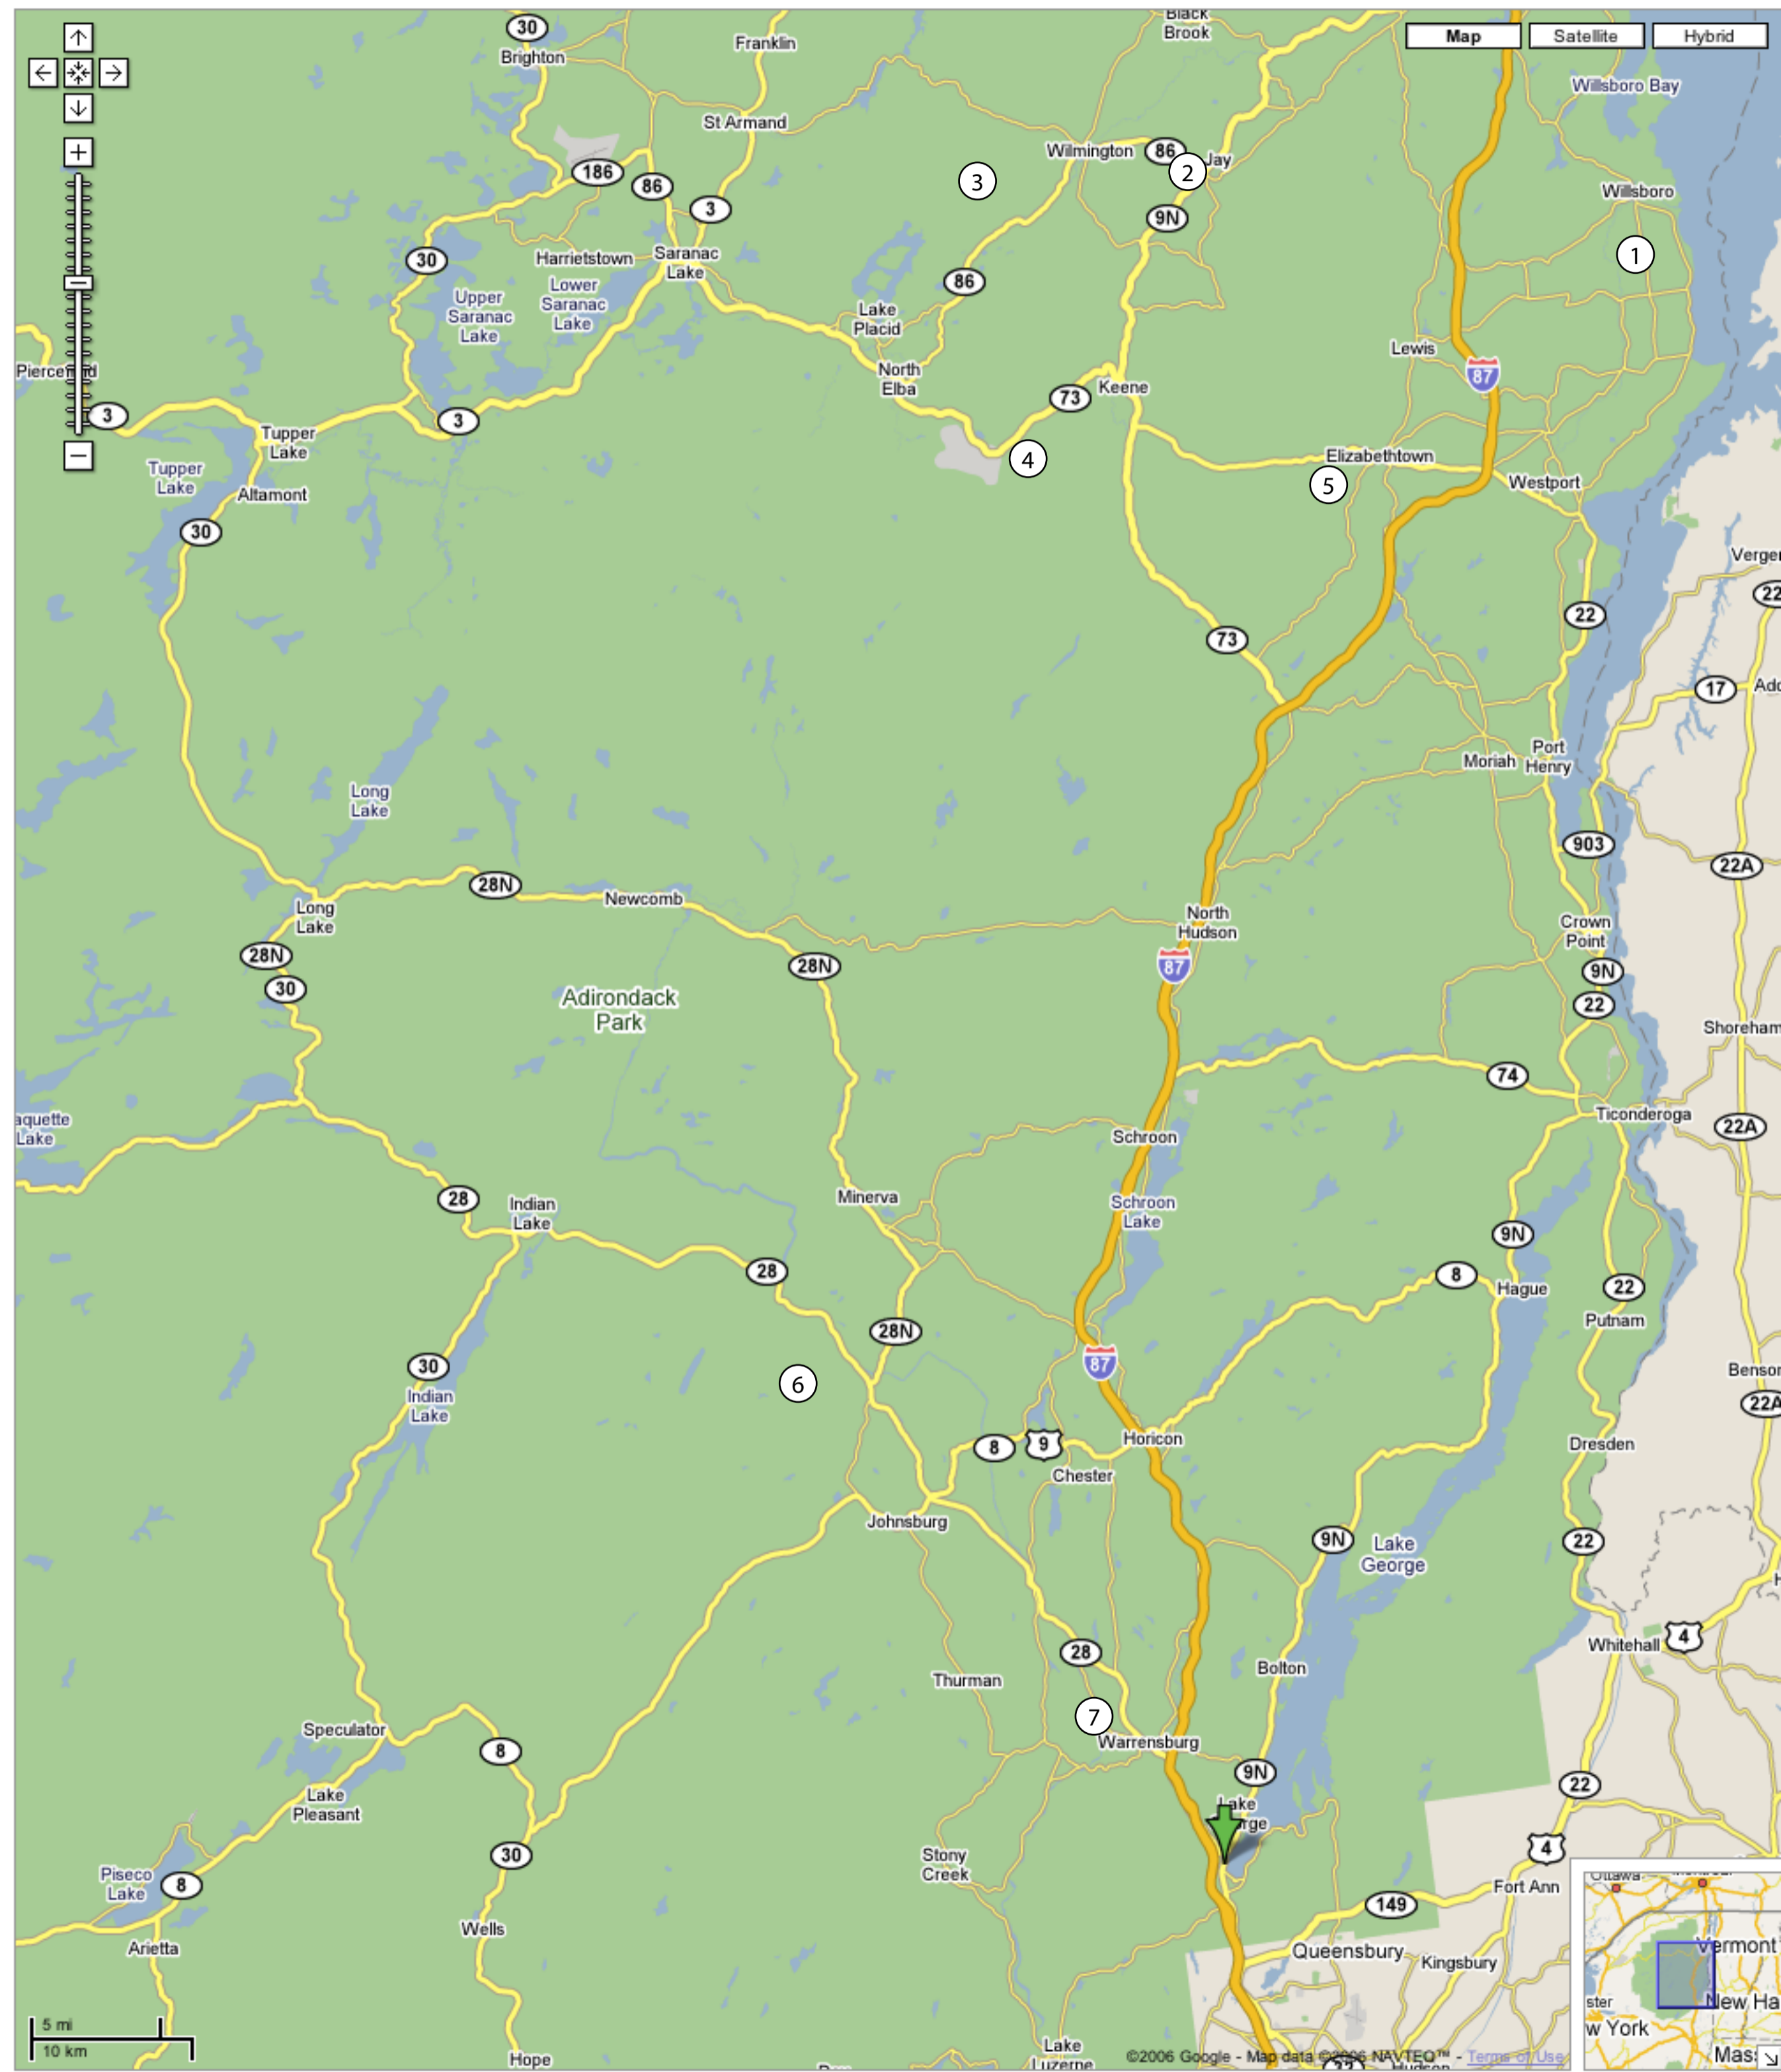 30
Brighton
Franklin
Black
Brook
Map
Satellite
Hybrid
Willsboro Bay
St Armand
Wilmington
86
2
Jay
186
86
3
3
9N
Willsboro
1
30
Harrietstown
Saranac
Lake
Upper
Saranac
Lake
Lower
Saranac
Lake
86
Lake
Placid
Lewis
87
North
Elba
Keene
73
3
3
Tupper
Lake
Tupper
Lake
Altamont
4
Elizabethtown
5
Westport
30
22
22
73
17
Long
Lake
Moriah
Port
Henry
903
22A
28N
Newcomb
Long
Lake
North
Hudson
Crown
Point
28N
28N
87
9N
30
22
Adirondack
Park
Shoreham
74
Ticonderoga
22A
Lake
Schroon
28
Minerva
Indian
Lake
Schroon
Lake
9N
28
8
Hague
22
Putnam
28N
30
87
6
Indian
Lake
22A
Horicon
8
9
Dresden
Chester
Johnsburg
9N
Lake
George
22
Whitehall
4
28
Thurman
Bolton
7
Speculator
Warrensburg
8
9N
22
Lake
Pleasant
Lake
30
Stony
Creek
4
Piseco
Lake
8
Fort Ann
149
Wells
Arietta
Queensbury
Kingsbury
Vermont
New Ha
w York
5 mi
10 km
Hope
Lake
Luzerne
©2006 Google - Map data ©2006 NAVTEQ™ - Terms of Use